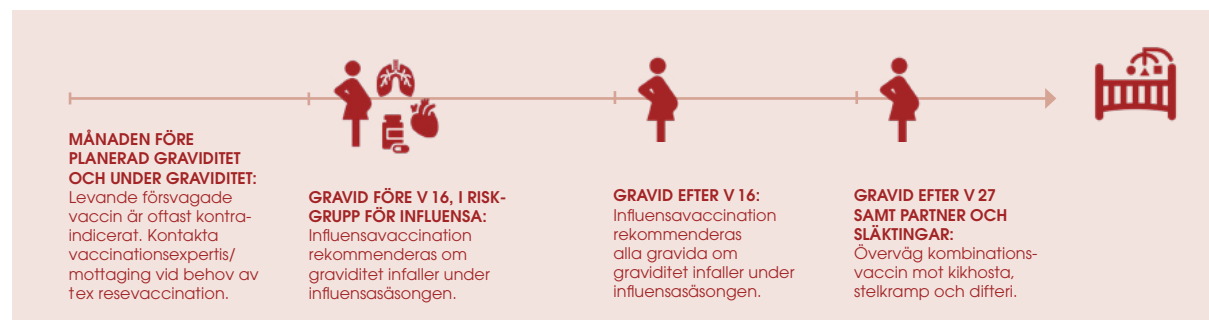 MÅNADEN FÖRE
PLANERAD GRAVIDITET
OCH UNDER GRAVIDITET:
Levande försvagade
vaccin är oftast kontra-
indicerat. Kontakta
vaccinationsexpertis/
mottaging vid behov av
t ex resevaccination.
GRAVID FÖRE V 16, I RISK-
GRUPP FÖR INFLUENSA:
Influensavaccination
rekommenderas om
graviditet infaller under
influensasäsongen.
GRAVID EFTER V 16:
Influensavaccination
rekommenderas
alla gravida om
graviditet infaller under
influensasäsongen.
GRAVID EFTER V 27
SAMT PARTNER OCH
SLÄKTINGAR:
Överväg kombinations-
vaccin mot kikhosta,
stelkramp och difteri.